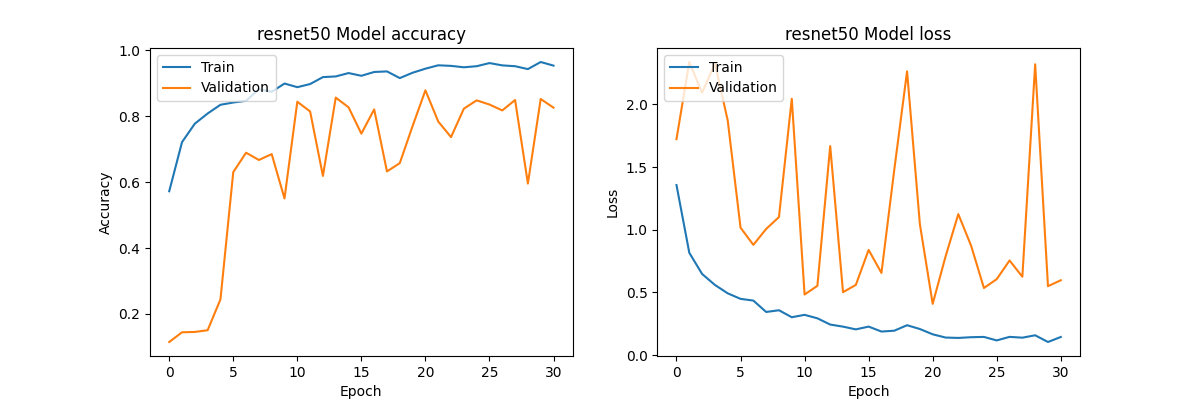 resnet50 Model accuracy
Train
Validation
1.0
0.8
0.6
0.4
0.2
Accuracy
0 5 10 15 20 25 30
Epoch
resnet50 Model loss
Train
Validation
2.0
1.5
1.0
0.5
0.0
Loss
0 5 10 15 20 25 30
Epoch